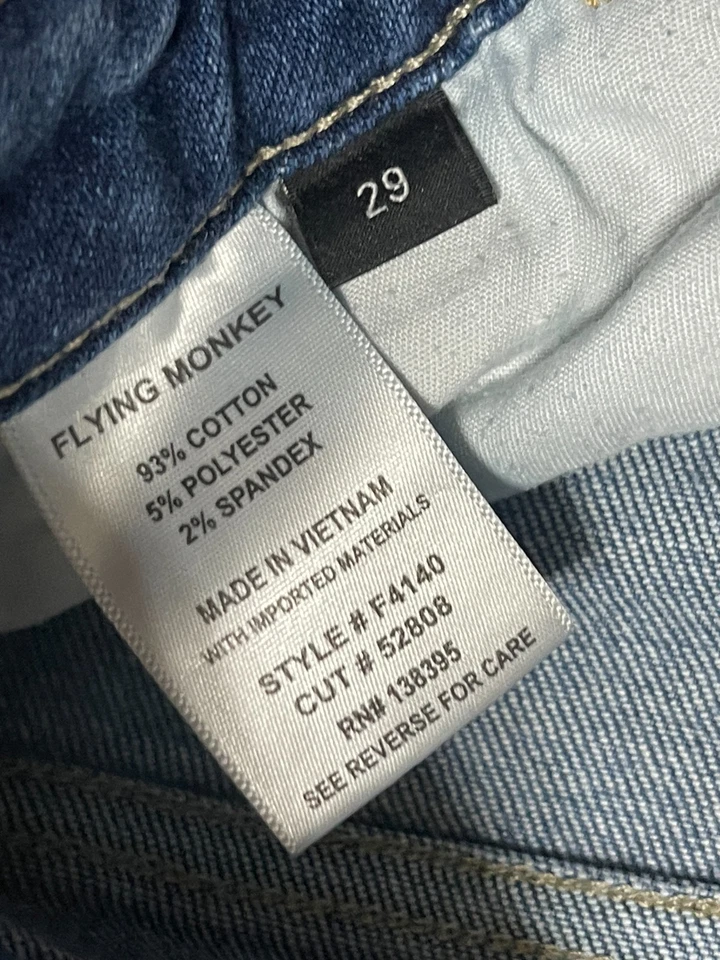 29
FLYING MONKEY
93% COTTON
5% POLYESTER
2% SPANDEX
MADE IN VIETNAM
WITH IMPORTED MATERIALS
STYLE # F4140
CUT # 52808
RN# 138395
SEE REVERSE FOR CARE